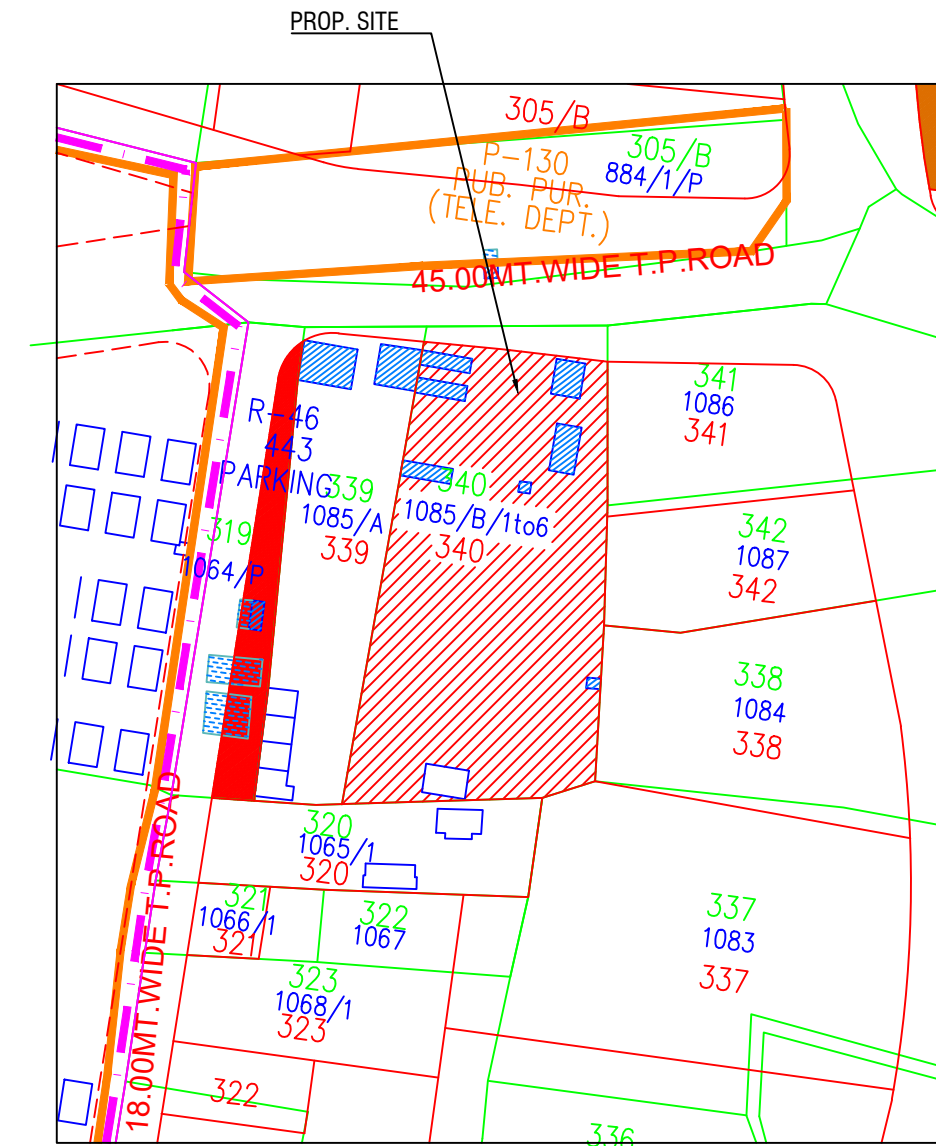 PROP. SITE
305/B
305/B
884/1/P
P-130
PUB. PUR.
(TELE. DEPT.)
45.00MT.WIDE T.P.ROAD
R-46
443
PARKING
319
1064/P
339
1085/A
339
340
1085/B/1to6
340
341
1086
341
342
1087
342
338
1084
338
320
1065/1
320
321
1066/1
321
322
1067
323
1068/1
323
322
337
1083
337
336
18.00MT.WIDE T.P.ROAD